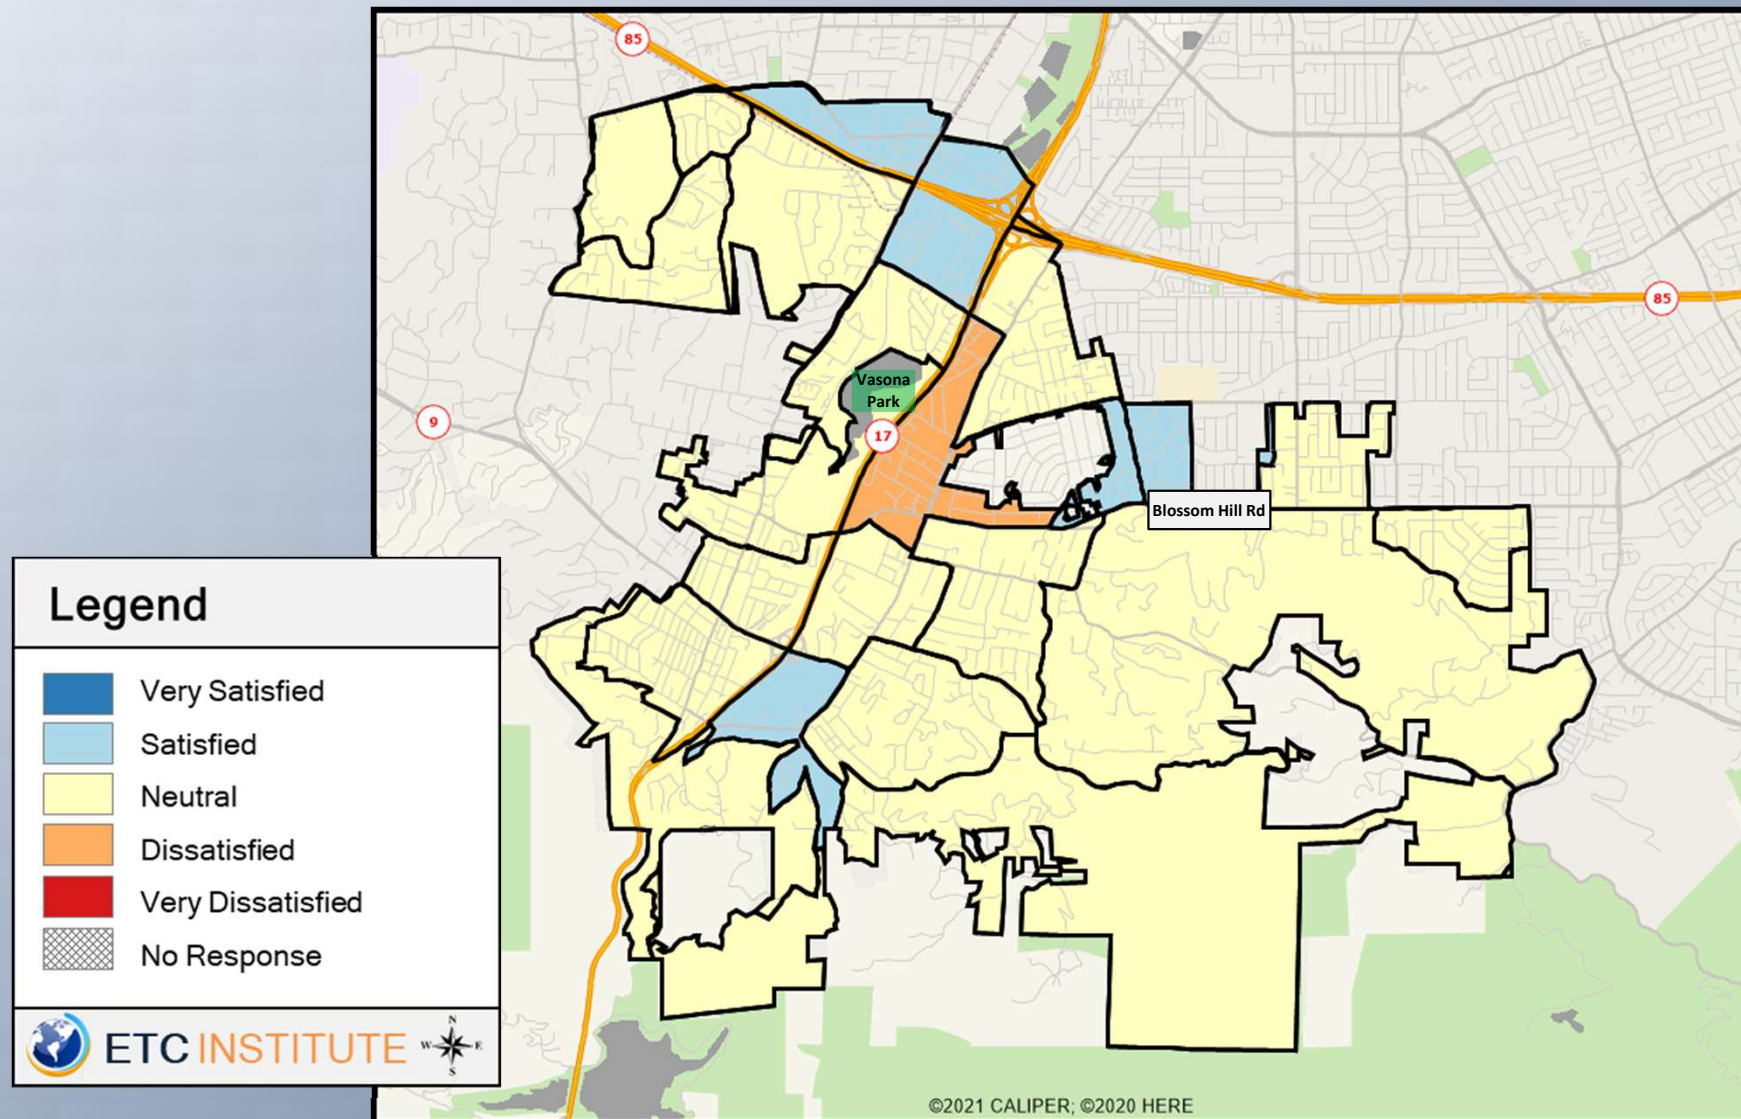 85
85
Vasona
Park
9
17
Blossom Hill Rd
Legend
Very Satisfied
Satisfied
Neutral
Dissatisfied
Very Dissatisfied
No Response
ETC INSTITUTE
N
W E
S
©2021 CALIPER; ©2020 HERE